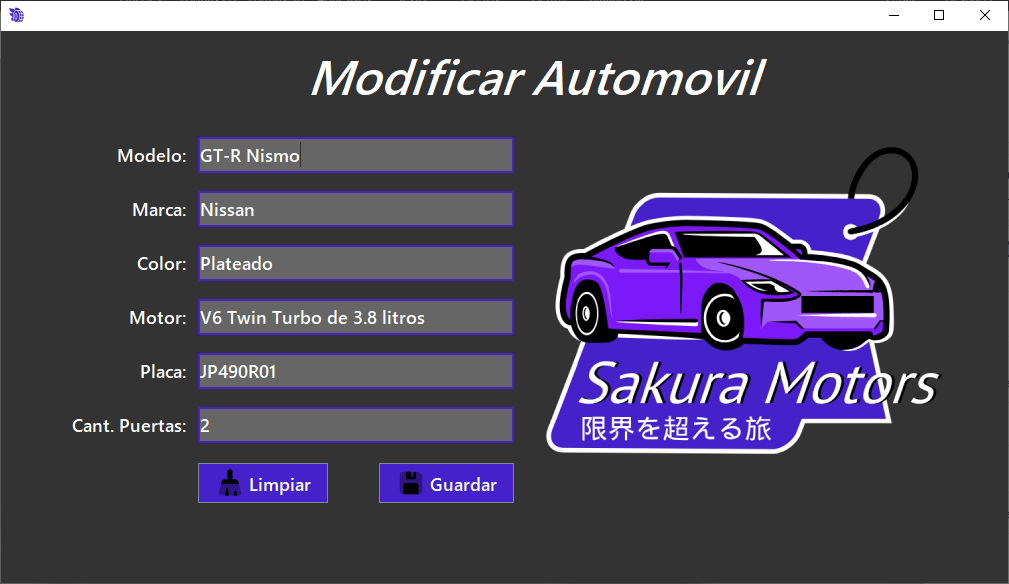 Modificar Automovil
Modelo: GT-R Nismo
Marca: Nissan
Color: Plateado
Motor: V6 Twin Turbo de 3.8 litros
Placa: JP490R01
Cant. Puertas: 2
Limpiar Guardar
Sakura Motors
限界を超える旅